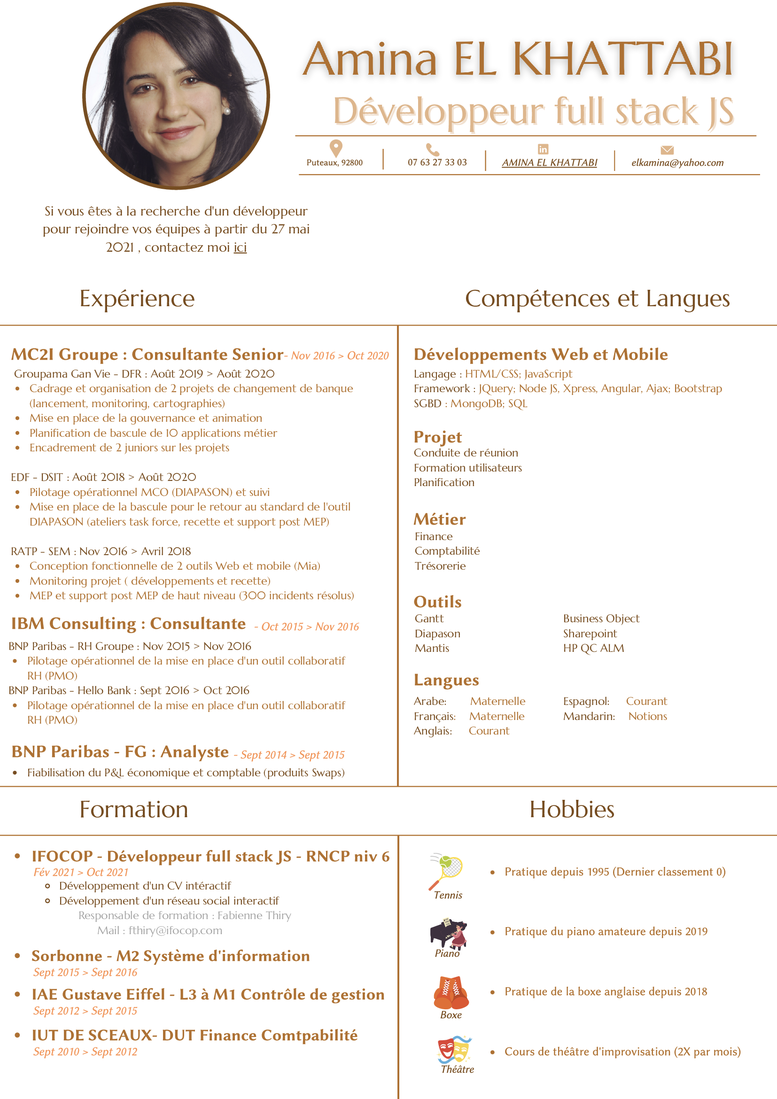 Amina EL KHATTABI
Développeur full stack JS
Puteaux, 92800
07 63 27 33 03
AMINA EL KHATTABI
elkamina@yahoo.com
Si vous êtes à la recherche d'un développeur
pour rejoindre vos équipes à partir du 27 mai
2021 , contactez moi ici
Expérience
MC2I Groupe : Consultante Senior- Nov 2016 > Oct 2020
Groupama Gan Vie - DFR : Août 2019 > Août 2020
• Cadrage et organisation de 2 projets de changement de banque
(lancement, monitoring, cartographies)
• Mise en place de la gouvernance et animation
• Planification de bascule de 10 applications métier
• Encadrement de 2 juniors sur les projets
EDF - DSIT : Août 2018 > Août 2020
• Pilotage opérationnel MCO (DIAPASON) et suivi
• Mise en place de la bascule pour le retour au standard de l'outil
DIAPASON (ateliers task force, recette et support post MEP)
RATP - SEM : Nov 2016 > Avril 2018
• Conception fonctionnelle de 2 outils Web et mobile (Mia)
• Monitoring projet ( développements et recette)
• MEP et support post MEP de haut niveau (300 incidents résolus)
IBM Consulting : Consultante - Oct 2015 > Nov 2016
BNP Paribas - RH Groupe : Nov 2015 > Nov 2016
• Pilotage opérationnel de la mise en place d'un outil collaboratif
RH (PMO)
BNP Paribas - Hello Bank : Sept 2016 > Oct 2016
• Pilotage opérationnel de la mise en place d'un outil collaboratif
RH (PMO)
BNP Paribas - FG : Analyste - Sept 2014 > Sept 2015
• Fiabilisation du P&L économique et comptable (produits Swaps)
Compétences et Langues
Développements Web et Mobile
Langage : HTML/CSS; JavaScript
Framework : JQuery; Node JS, Xpress, Angular, Ajax; Bootstrap
SGBD : MongoDB; SQL
Projet
Conduite de réunion
Formation utilisateurs
Planification
Métier
Finance
Comptabilité
Trésorerie
Outils
Gantt Business Object
Diapason Sharepoint
Mantis HP QC ALM
Langues
Arabe: Maternelle Espagnol: Courant
Français: Maternelle Mandarin: Notions
Anglais: Courant
Formation
• IFOCOP - Développeur full stack JS - RNCP niv 6
Fév 2021 > Oct 2021
Développement d'un CV intéractif
Développement d'un réseau social interactif
Responsable de formation : Fabienne Thiry
Mail : fthiry@ifocop.com
• Sorbonne - M2 Système d'information
Sept 2015 > Sept 2016
• IAE Gustave Eiffel - L3 à M1 Contrôle de gestion
Sept 2012 > Sept 2015
• IUT DE SCEAUX- DUT Finance Comtpabilité
Sept 2010 > Sept 2012
Hobbies
Tennis
• Pratique depuis 1995 (Dernier classement 0)
Piano
• Pratique du piano amateure depuis 2019
Boxe
• Pratique de la boxe anglaise depuis 2018
Théâtre
• Cours de théâtre d'improvisation (2X par mois)